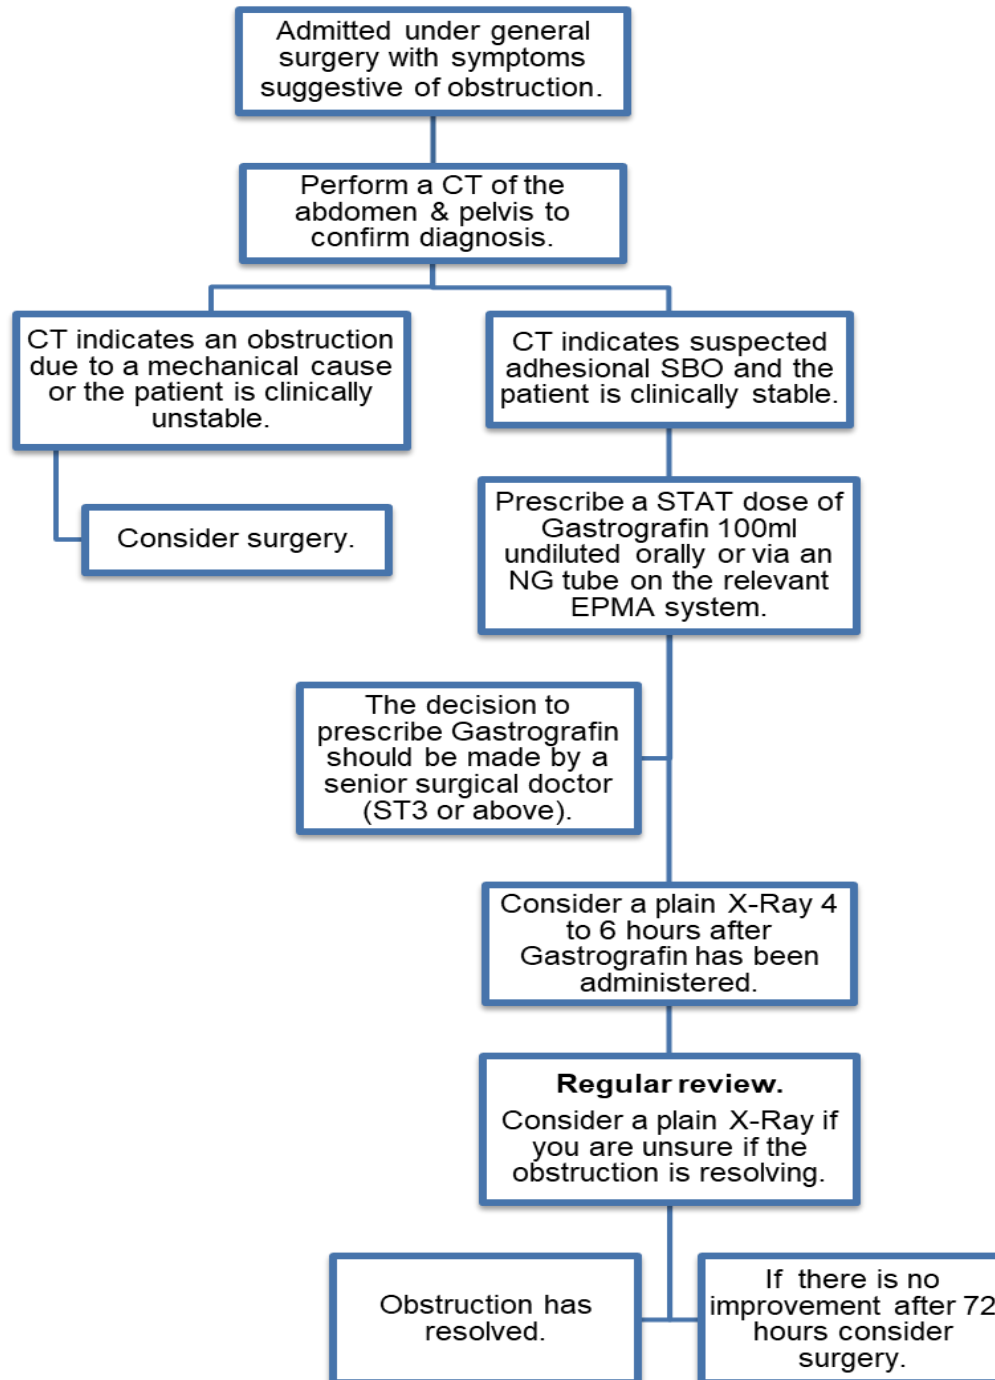 Admitted under general
surgery with symptoms
suggestive of obstruction.
Perform a CT of the
abdomen & pelvis to
confirm diagnosis.
CT indicates an obstruction
due to a mechanical cause
or the patient is clinically
unstable.
Consider surgery.
CT indicates suspected
adhesional SBO and the
patient is clinically stable.
Prescribe a STAT dose of
Gastrografin 100ml
undiluted orally or via an
NG tube on the relevant
EPMA system.
The decision to
prescribe Gastrografin
should be made by a
senior surgical doctor
(ST3 or above).
Consider a plain X-Ray 4
to 6 hours after
Gastrografin has been
administered.
Regular review.
Consider a plain X-Ray if
you are unsure if the
obstruction is resolving.
Obstruction has
resolved.
If there is no
improvement after 72
hours consider
surgery.